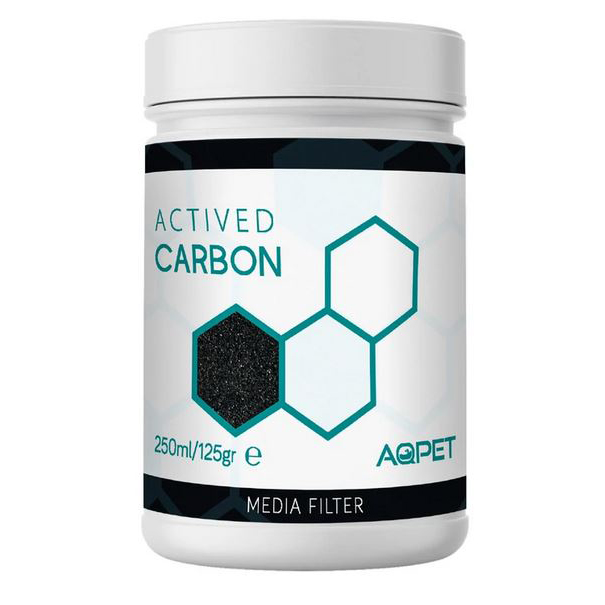 ACTIVED
CARBON
250ml/125gr ℮
AQPET
MEDIA FILTER